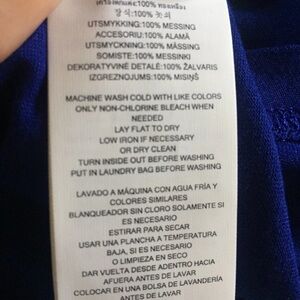 장식:100% 놋쇠
UTSMYKKING:100% MESSING
ACCESORIU:100% ALAMĂ
UTSMYCKNING:100% MÄSSING
SOMISTE:100% MESSINKI
DEKORATYVINĖ DETALĖ:100% ŽALVARIS
IZGREZNOJUMS:100% MISIŅŠ
MACHINE WASH COLD WITH LIKE COLORS
ONLY NON-CHLORINE BLEACH WHEN
NEEDED
LAY FLAT TO DRY
LOW IRON IF NECESSARY
OR DRY CLEAN
TURN INSIDE OUT BEFORE WASHING
PUT IN LAUNDRY BAG BEFORE WASHING
LAVADO A MÁQUINA CON AGUA FRÍA Y
COLORES SIMILARES
BLANQUEADOR SIN CLORO SOLAMENTE SI
ES NECESARIO
ESTIRAR PARA SECAR
USAR UNA PLANCHA A TEMPERATURA
BAJA, SI ES NECESARIO
O LIMPIEZA EN SECO
DAR VUELTA DESDE ADENTRO HACIA
AFUERA ANTES DE LAVAR
COLOCAR EN UNA BOLSA DE LAVANDERÍA
ANTES DE LAVAR